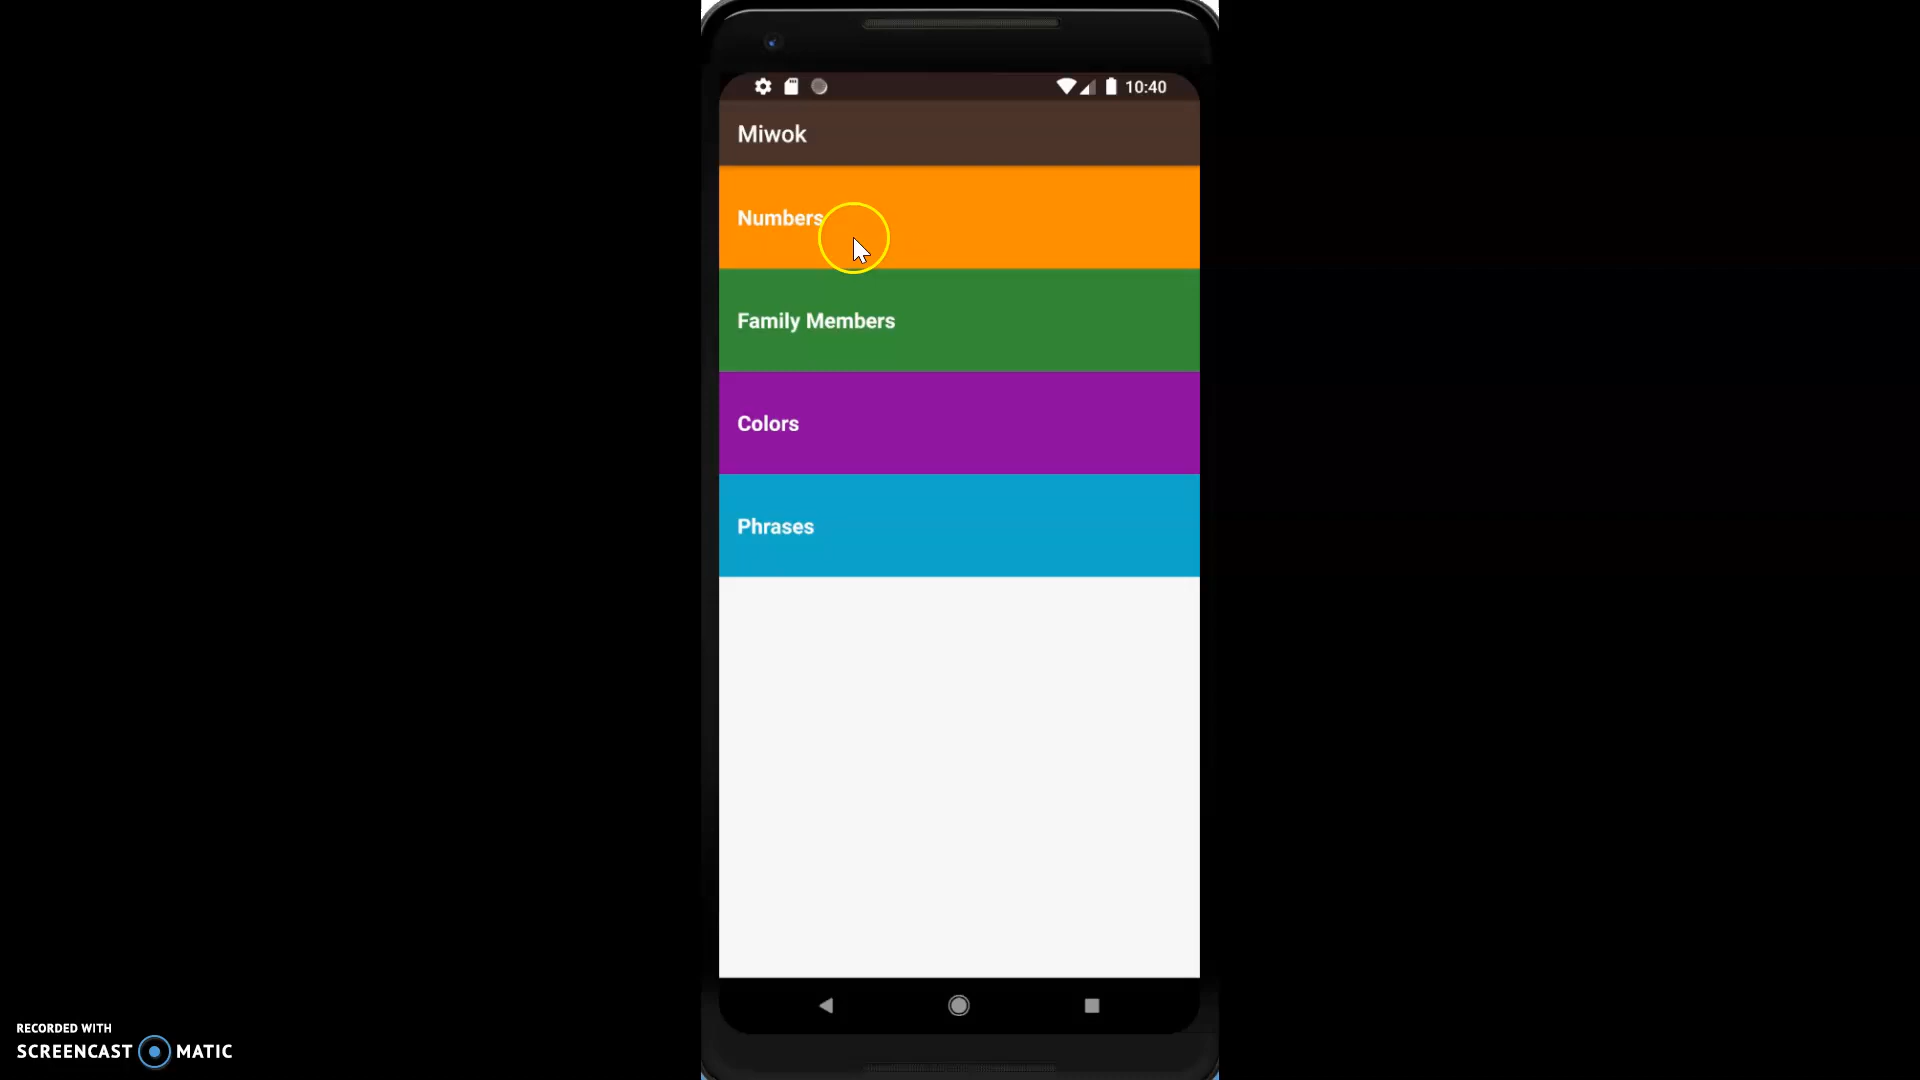 10:40
Miwok
Numbers
Family Members
Colors
Phrases
RECORDED WITH
SCREENCAST MATIC